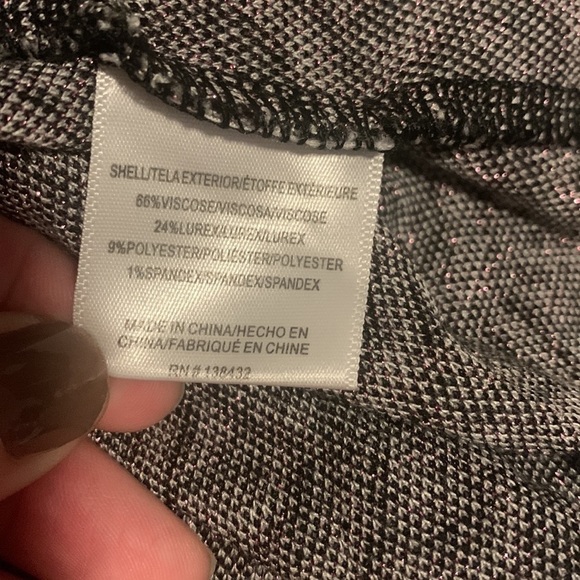 SHELL/TELA EXTERIOR/ÉTOFFE EXTÉRIEURE
66%VISCOSE/VISCOSA/VISCOSE
24%LUREX/LUREX/LUREX
9%POLYESTER/POLIÉSTER/POLYESTER
1%SPANDEX/SPANDEX/SPANDEX
MADE IN CHINA/HECHO EN
CHINA/FABRIQUÉ EN CHINE
RN # 138432